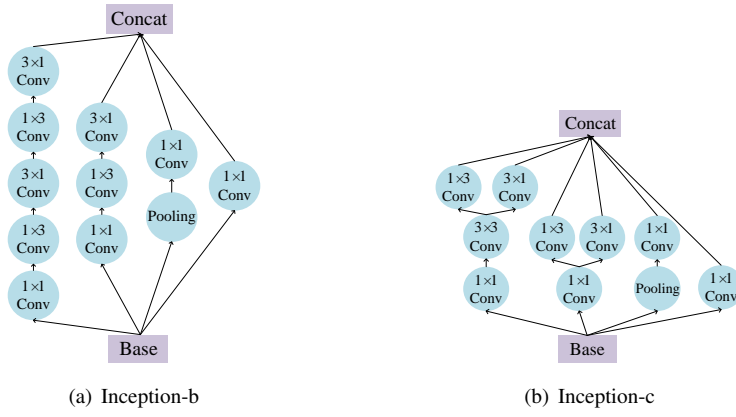 Concat
3×1
Conv
1×3
Conv
3×1
Conv
1×3
Conv
1×1
Conv
3×1
Conv
1×3
Conv
1×1
Conv
1×1
Conv
Pooling
1×1
Conv
Base
(a) Inception-b
Concat
1×3
Conv
3×1
Conv
3×3
Conv
1×1
Conv
1×3
Conv
3×1
Conv
1×1
Conv
1×1
Conv
Pooling
1×1
Conv
Base
(b) Inception-c